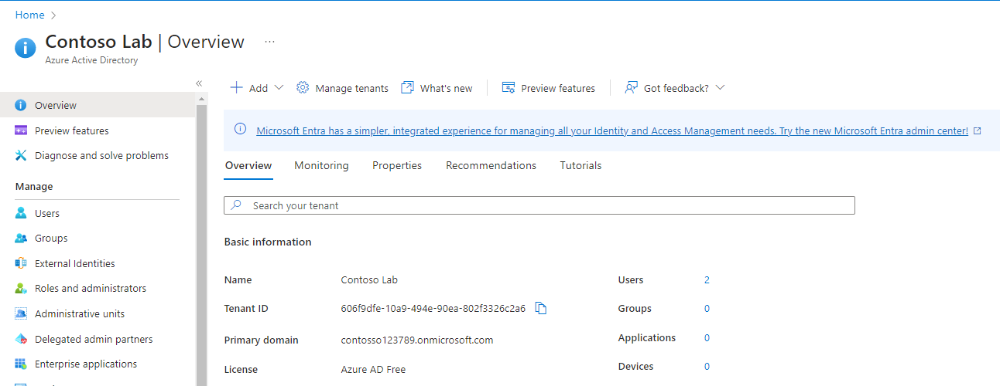 Home
Contoso Lab | Overview ...
Azure Active Directory
Overview
Preview features
Diagnose and solve problems
Manage
Users
Groups
External Identities
Roles and administrators
Administrative units
Delegated admin partners
Enterprise applications
Add
Manage tenants
What's new
Preview features
Got feedback?
Microsoft Entra has a simpler, integrated experience for managing all your Identity and Access Management needs. Try the new Microsoft Entra admin center!
Overview Monitoring Properties Recommendations Tutorials
Search your tenant
Basic information
Name Contoso Lab Users 2
Tenant ID 606f9dfe-10a9-494e-90ea-802f3326c2a6 Groups 0
Primary domain contosso123789.onmicrosoft.com Applications 0
License Azure AD Free Devices 0